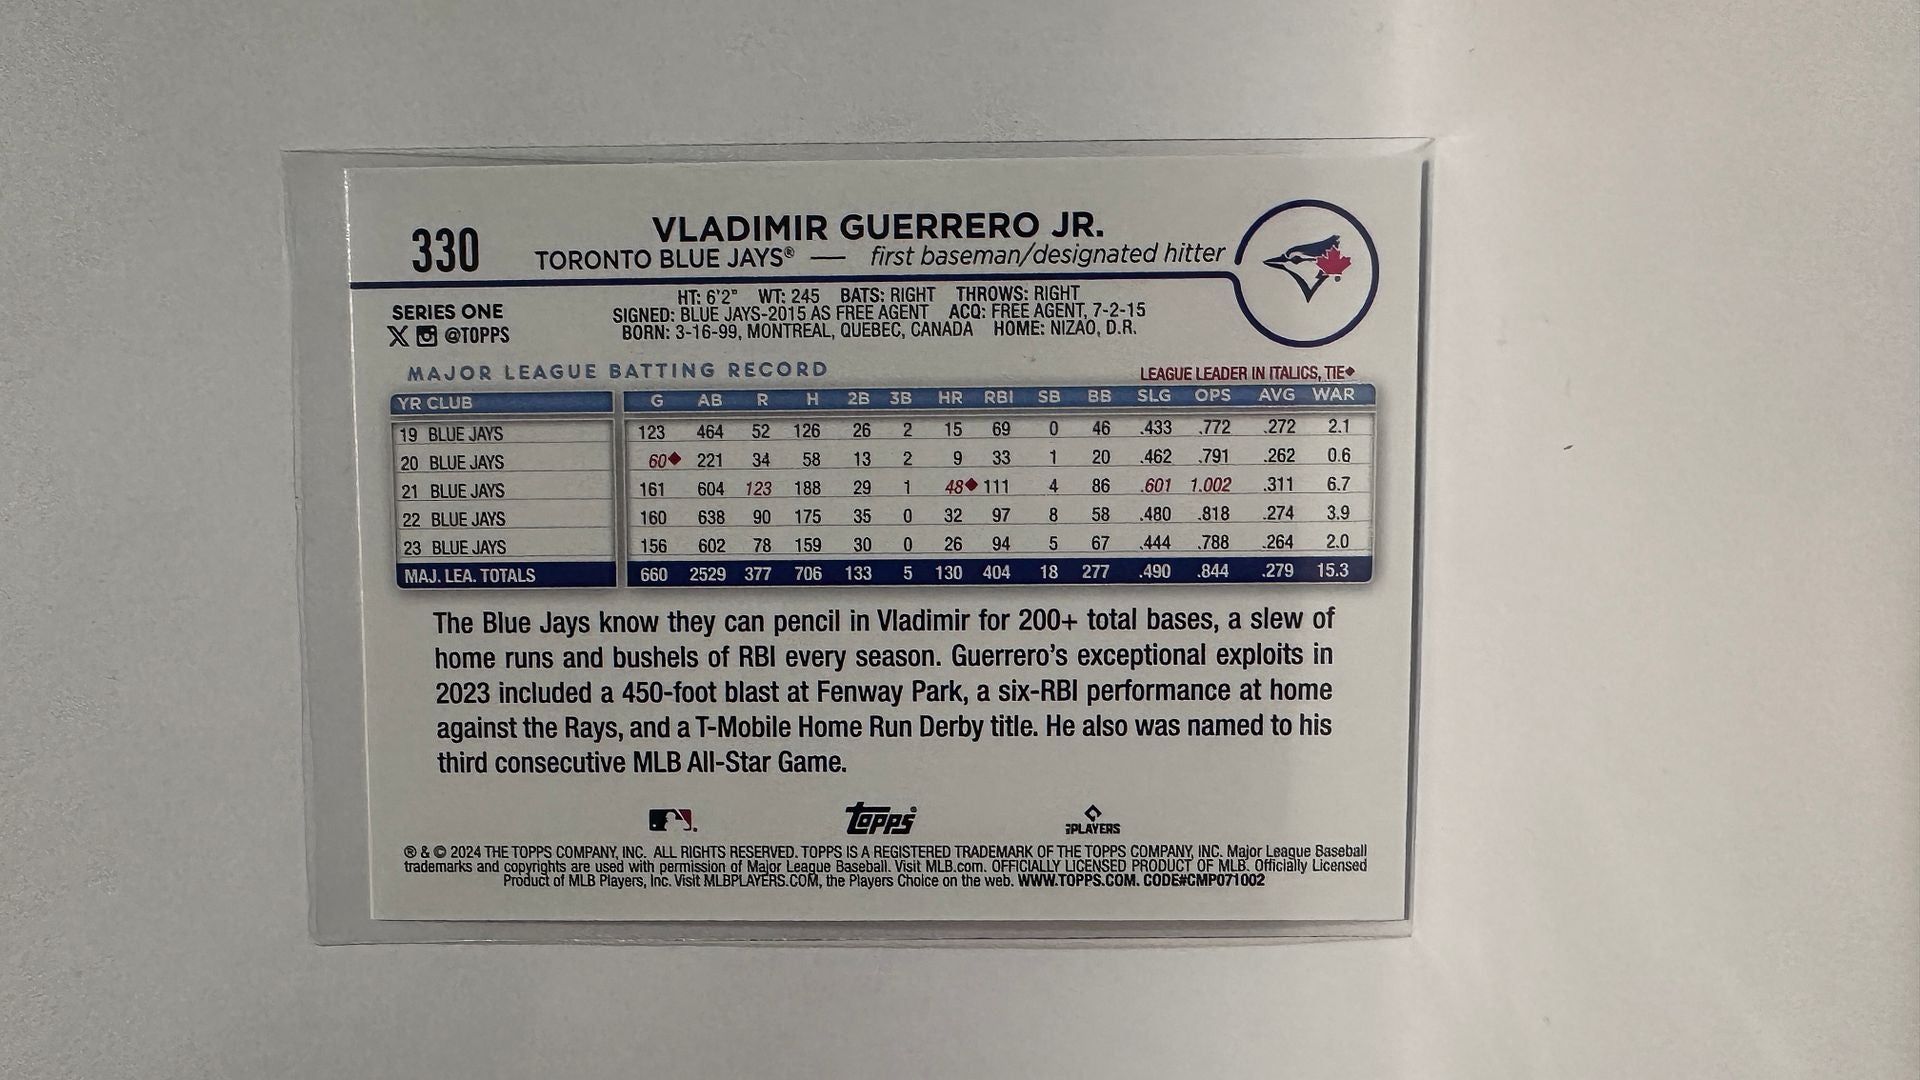 330
VLADIMIR GUERRERO JR.
TORONTO BLUE JAYS® — first baseman/designated hitter
SERIES ONE
@TOPPS
HT: 6'2" WT: 245 BATS: RIGHT THROWS: RIGHT
SIGNED: BLUE JAYS-2015 AS FREE AGENT ACQ: FREE AGENT, 7-2-15
BORN: 3-16-99, MONTREAL, QUEBEC, CANADA HOME: NIZAO, D.R.
MAJOR LEAGUE BATTING RECORD
LEAGUE LEADER IN ITALICS, TIE◆
YR CLUB G AB R H 2B 3B HR RBI SB BB SLG OPS AVG WAR
19 BLUE JAYS 123 464 52 126 26 2 15 69 0 46 .433 .772 .272 2.1
20 BLUE JAYS 60◆ 221 34 58 13 2 9 33 1 20 .462 .791 .262 0.6
21 BLUE JAYS 161 604 123 188 29 1 48◆ 111 4 86 .601 1.002 .311 6.7
22 BLUE JAYS 160 638 90 175 35 0 32 97 8 58 .480 .818 .274 3.9
23 BLUE JAYS 156 602 78 159 30 0 26 94 5 67 .444 .788 .264 2.0
MAJ. LEA. TOTALS 660 2529 377 706 133 5 130 404 18 277 .490 .844 .279 15.3
The Blue Jays know they can pencil in Vladimir for 200+ total bases, a slew of
home runs and bushels of RBI every season. Guerrero's exceptional exploits in
2023 included a 450-foot blast at Fenway Park, a six-RBI performance at home
against the Rays, and a T-Mobile Home Run Derby title. He also was named to his
third consecutive MLB All-Star Game.
topps®
PLAYERS
® & © 2024 THE TOPPS COMPANY, INC. ALL RIGHTS RESERVED. TOPPS IS A REGISTERED TRADEMARK OF THE TOPPS COMPANY, INC. Major League Baseball
trademarks and copyrights are used with permission of Major League Baseball. Visit MLB.com. OFFICIALLY LICENSED PRODUCT OF MLB. Officially Licensed
Product of MLB Players, Inc. Visit MLBPLAYERS.COM, the Players Choice on the web. WWW.TOPPS.COM. CODE#CMP071002